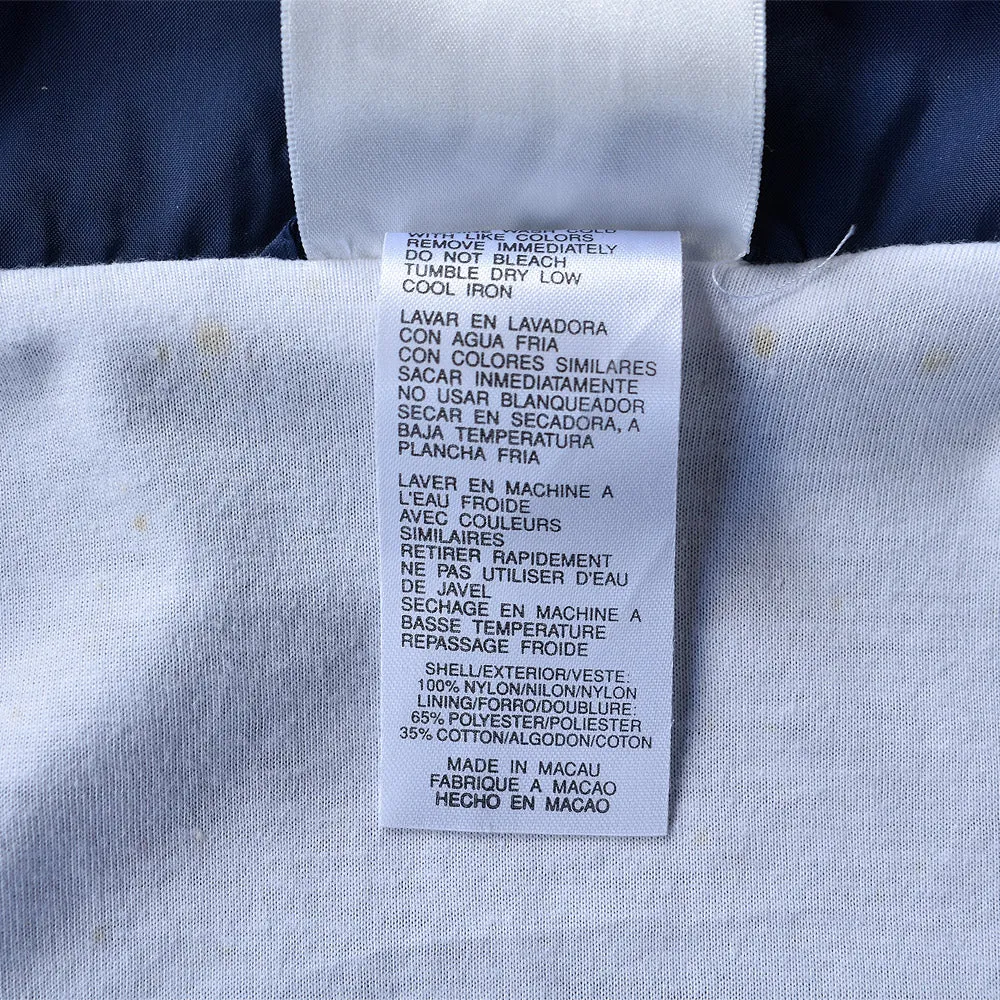 WITH LIKE COLORS
REMOVE IMMEDIATELY
DO NOT BLEACH
TUMBLE DRY LOW
COOL IRON
LAVAR EN LAVADORA
CON AGUA FRIA
CON COLORES SIMILARES
SACAR INMEDIATAMENTE
NO USAR BLANQUEADOR
SECAR EN SECADORA, A
BAJA TEMPERATURA
PLANCHA FRIA
LAVER EN MACHINE A
L'EAU FROIDE
AVEC COULEURS
SIMILAIRES
RETIRER RAPIDEMENT
NE PAS UTILISER D'EAU
DE JAVEL
SECHAGE EN MACHINE A
BASSE TEMPERATURE
REPASSAGE FROIDE
SHELL/EXTERIOR/VESTE:
100% NYLON/NILON/NYLON
LINING/FORRO/DOUBLURE:
65% POLYESTER/POLIESTER
35% COTTON/ALGODON/COTON
MADE IN MACAU
FABRIQUE A MACAO
HECHO EN MACAO